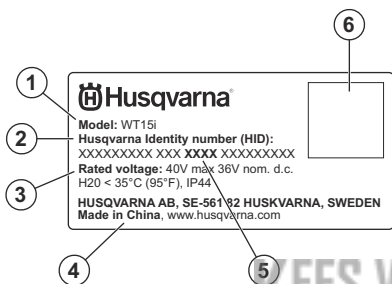 6
1
Husqvarna
Model: WT15i
2
Husqvarna Identity number (HID):
XXXXXXXXX XXX XXXX XXXXXXXXX
3
Rated voltage: 40V max 36V nom. d.c.
H20 < 35°C (95°F), IP44
HUSQVARNA AB, SE-561 82 HUSKVARNA, SWEDEN
Made in China, www.husqvarna.com
4
5